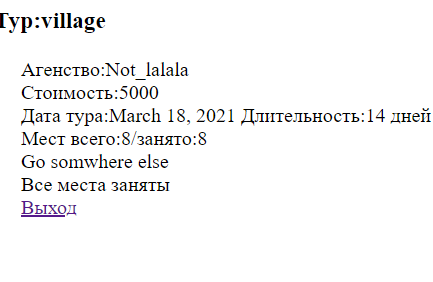 Тур:village
Агенство:Not_lalala
Стоимость:5000
Дата тура:March 18, 2021 Длительность:14 дней
Мест всего:8/занято:8
Go somwhere else
Все места заняты
Выход